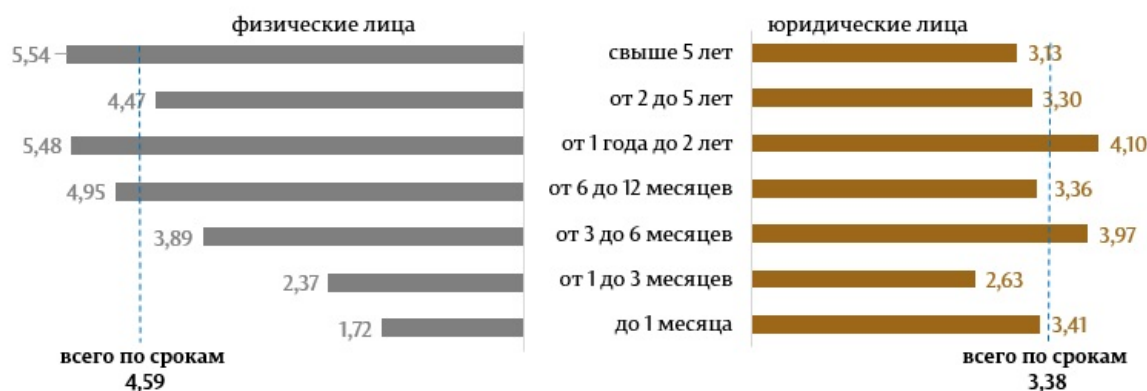 физические лица
юридические лица
5,54
свыше 5 лет
3,13
4,47
от 2 до 5 лет
3,30
5,48
от 1 года до 2 лет
4,10
4,95
от 6 до 12 месяцев
3,36
3,89
от 3 до 6 месяцев
3,97
2,37
от 1 до 3 месяцев
2,63
1,72
до 1 месяца
3,41
всего по срокам
4,59
всего по срокам
3,38